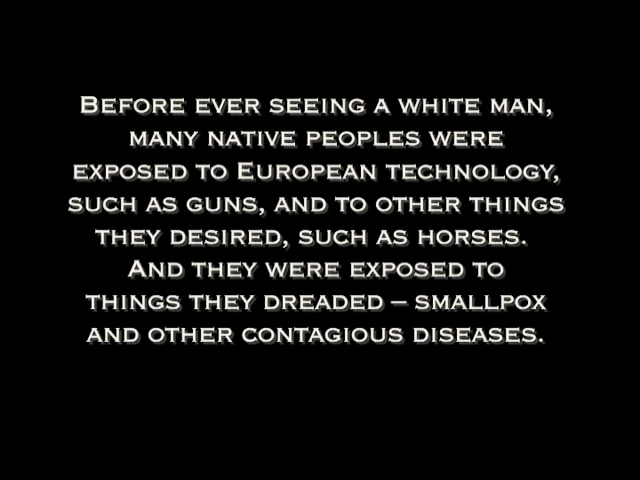 Before ever seeing a white man,
many native peoples were
exposed to European technology,
such as guns, and to other things
they desired, such as horses.
And they were exposed to
things they dreaded – smallpox
and other contagious diseases.